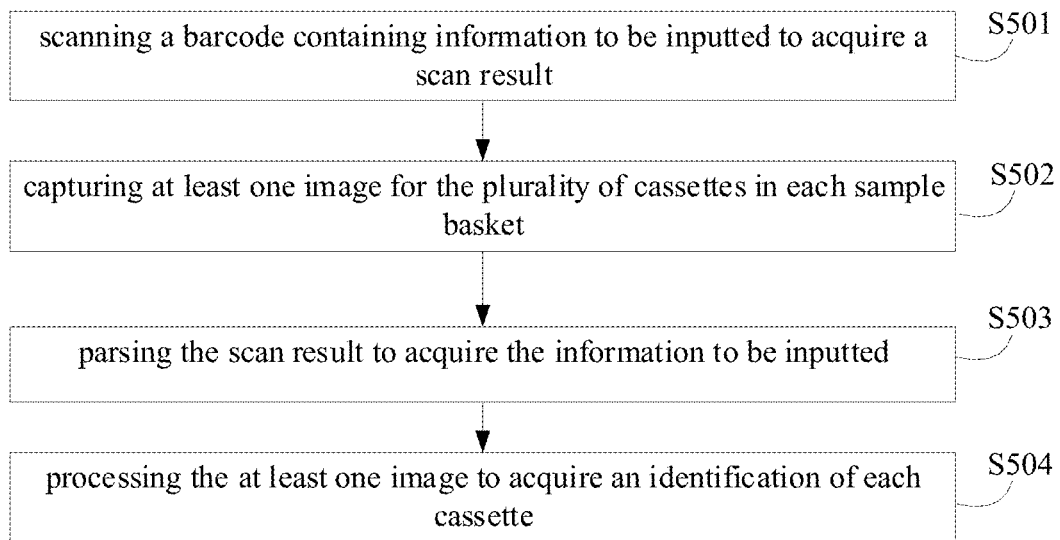 scanning a barcode containing information to be inputted to acquire a
scan result
S501
capturing at least one image for the plurality of cassettes in each sample
basket
S502
parsing the scan result to acquire the information to be inputted
S503
processing the at least one image to acquire an identification of each
cassette
S504